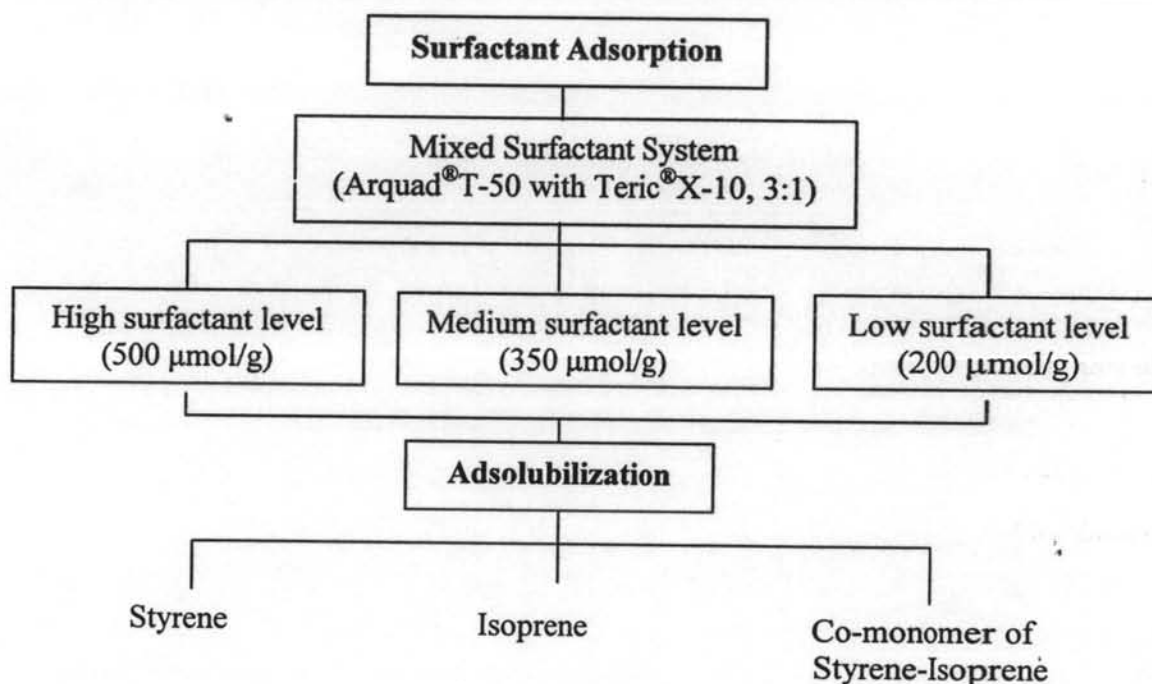 Surfactant Adsorption
Mixed Surfactant System
(Arquad®T-50 with Teric®X-10, 3:1)
High surfactant level
(500 μmol/g)
Medium surfactant level
(350 μmol/g)
Low surfactant level
(200 μmol/g)
Adsolubilization
Styrene
Isoprene
Co-monomer of
Styrene-Isoprene